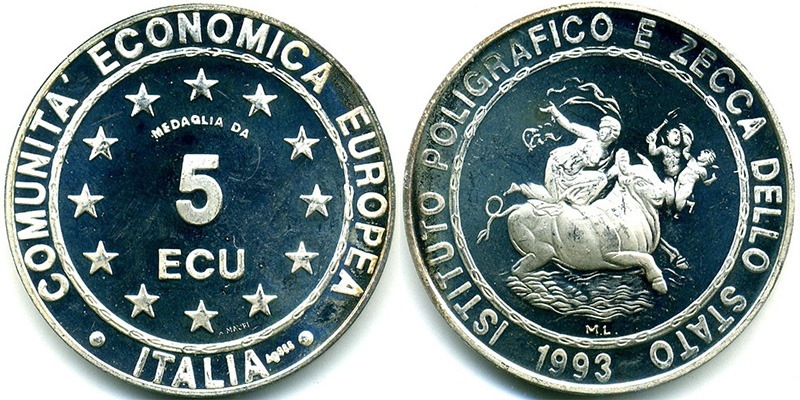 COMUNITA' ECONOMICA EUROPEA
MEDAGLIA DA
5
ECU
• ITALIA •
ISTITUTO POLIGRAFICO E ZECCA DELLO STATO
M.L.
1993